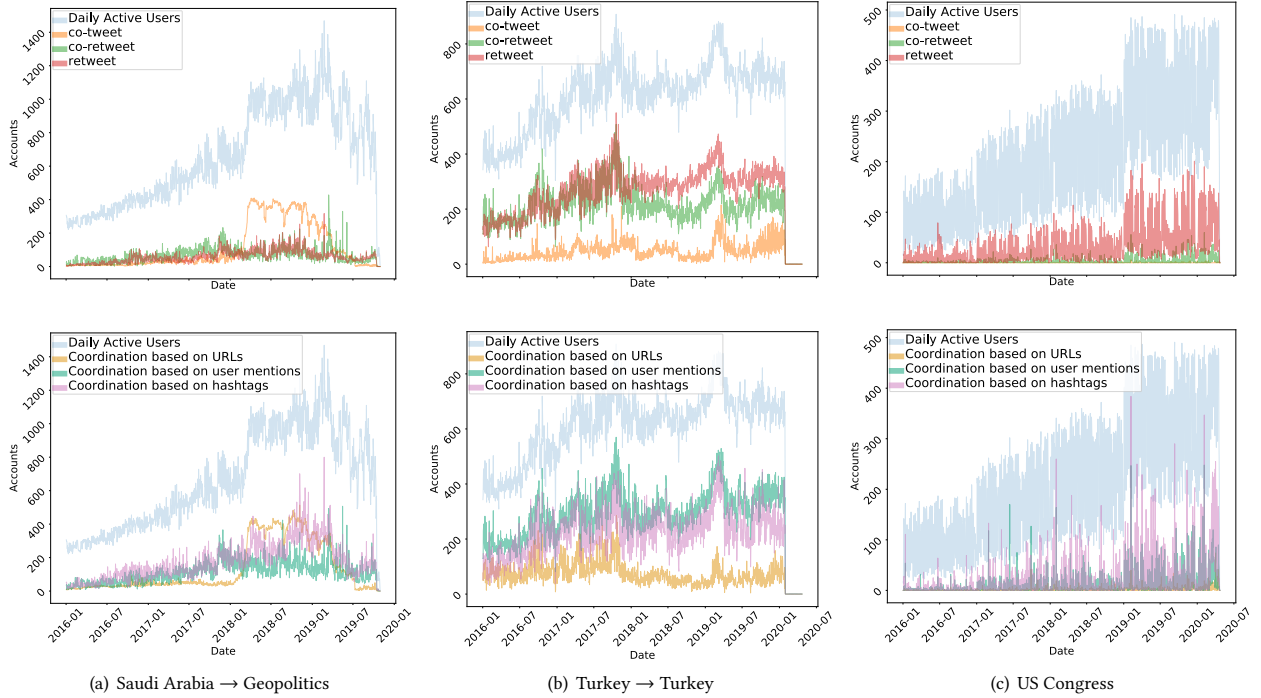 Daily Active Users
co-tweet
co-retweet
retweet
1400
1200
1000
800
600
400
200
0
Accounts
Date
Daily Active Users
co-tweet
co-retweet
retweet
800
600
400
200
0
Accounts
Date
Daily Active Users
co-tweet
co-retweet
retweet
500
400
300
200
100
0
Accounts
Date
Daily Active Users
Coordination based on URLs
Coordination based on user mentions
Coordination based on hashtags
1400
1200
1000
800
600
400
200
0
Accounts
2016-01
2016-07
2017-01
2017-07
2018-01
2018-07
2019-01
2019-07
2020-01
Date
(a) Saudi Arabia → Geopolitics
Daily Active Users
Coordination based on URLs
Coordination based on user mentions
Coordination based on hashtags
800
600
400
200
0
Accounts
2016-01
2016-07
2017-01
2017-07
2018-01
2018-07
2019-01
2019-07
2020-01
2020-07
Date
(b) Turkey → Turkey
Daily Active Users
Coordination based on URLs
Coordination based on user mentions
Coordination based on hashtags
500
400
300
200
100
0
Accounts
2016-01
2016-07
2017-01
2017-07
2018-01
2018-07
2019-01
2019-07
2020-01
2020-07
Date
(c) US Congress